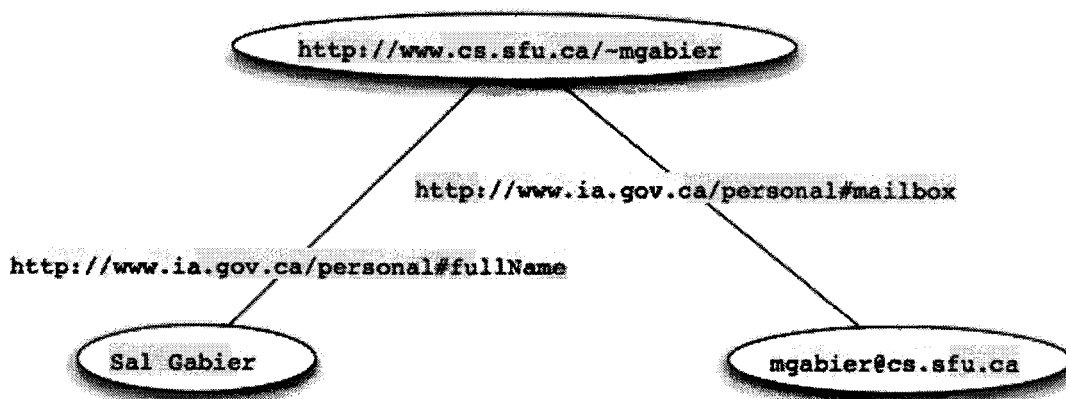 http://www.cs.sfu.ca/~mgabier
http://www.ia.gov.ca/personal#mailbox
http://www.ia.gov.ca/personal#fullName
Sal Gabier
mgabier@cs.sfu.ca